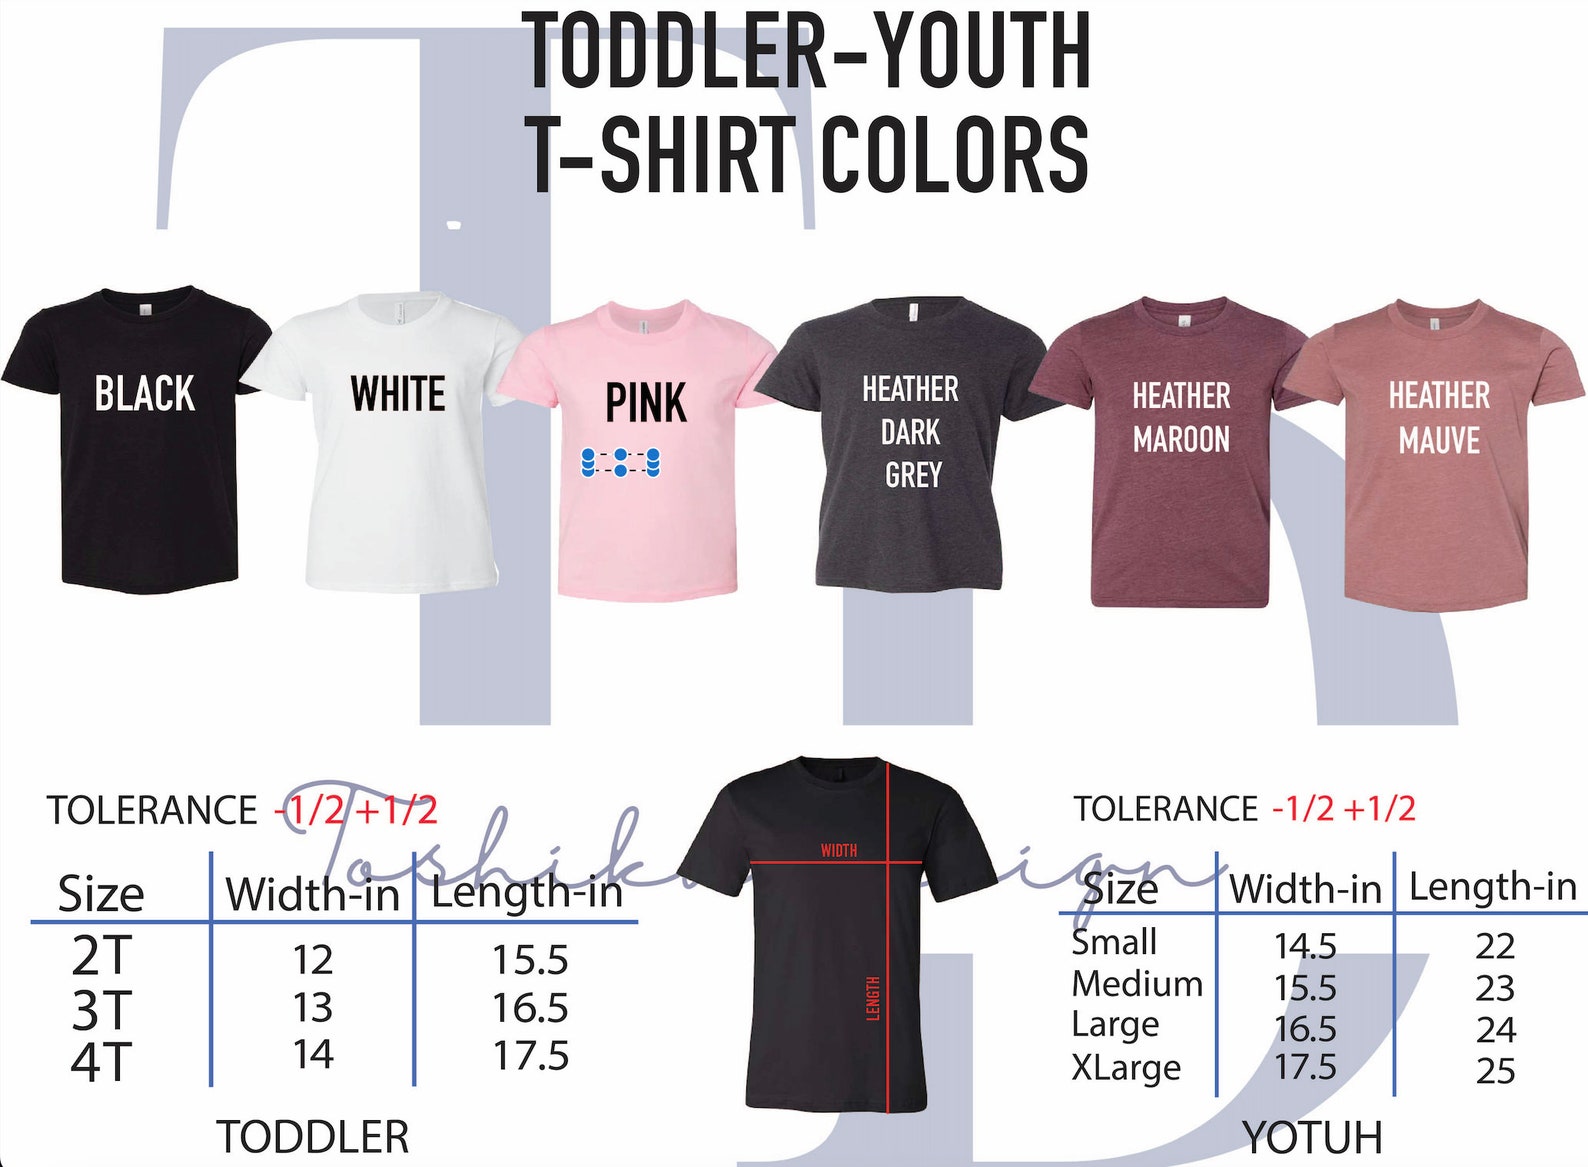 TODDLER-YOUTH
T-SHIRT COLORS
BLACK
WHITE
PINK
HEATHER
DARK
GREY
HEATHER
MAROON
HEATHER
MAUVE
TOLERANCE -1/2 +1/2
Size Width-in Length-in
2T 12 15.5
3T 13 16.5
4T 14 17.5
TODDLER
WIDTH
LENGTH
TOLERANCE -1/2 +1/2
Size Width-in Length-in
Small 14.5 22
Medium 15.5 23
Large 16.5 24
XLarge 17.5 25
YOTUH